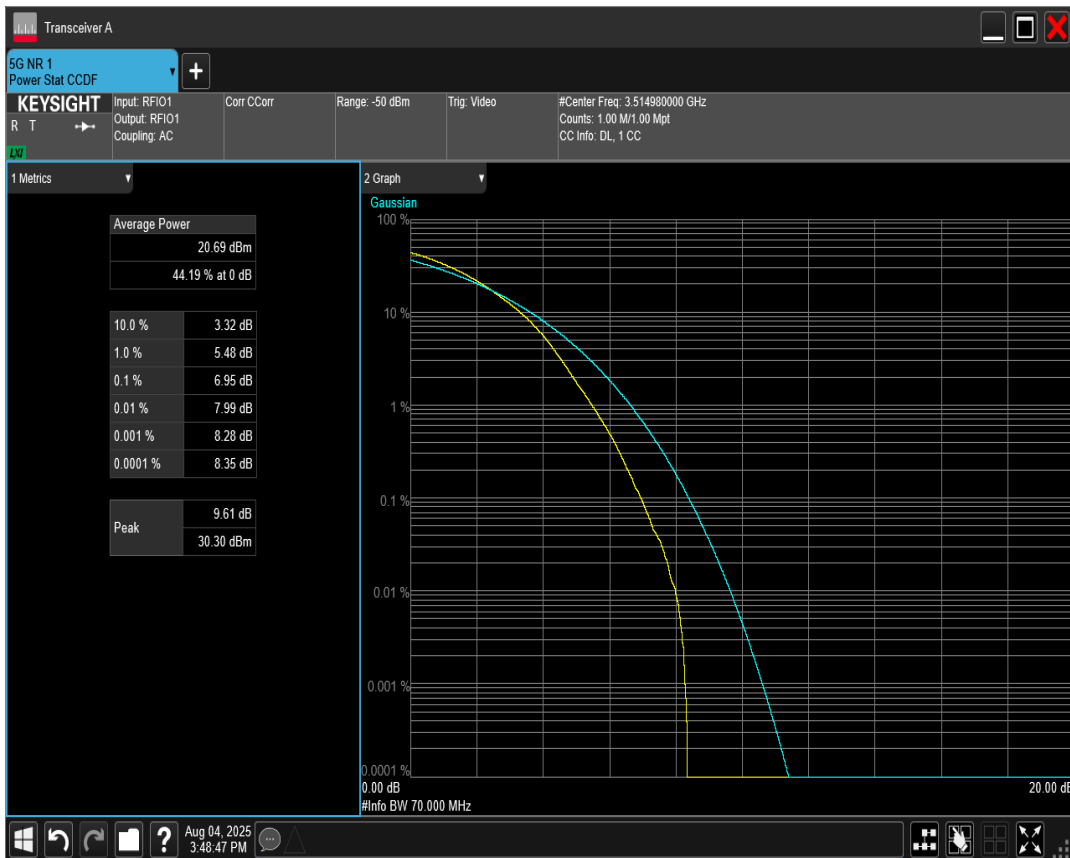 Transceiver A
5G NR 1
Power Stat CCDF
+
KEYSIGHT
R T
LXI
Input: RFIO1
Output: RFIO1
Coupling: AC
Corr CCorr
Range: -50 dBm
Trig: Video
#Center Freq: 3.514980000 GHz
Counts: 1.00 M/1.00 Mpt
CC Info: DL, 1 CC
1 Metrics
Average Power
20.69 dBm
44.19 % at 0 dB
10.0 % 3.32 dB
1.0 % 5.48 dB
0.1 % 6.95 dB
0.01 % 7.99 dB
0.001 % 8.28 dB
0.0001 % 8.35 dB
Peak
9.61 dB
30.30 dBm
2 Graph
Gaussian
100 %
10 %
1 %
0.1 %
0.01 %
0.001 %
0.0001 %
0.00 dB
20.00 dB
#Info BW 70.000 MHz
?
Aug 04, 2025
3:48:47 PM